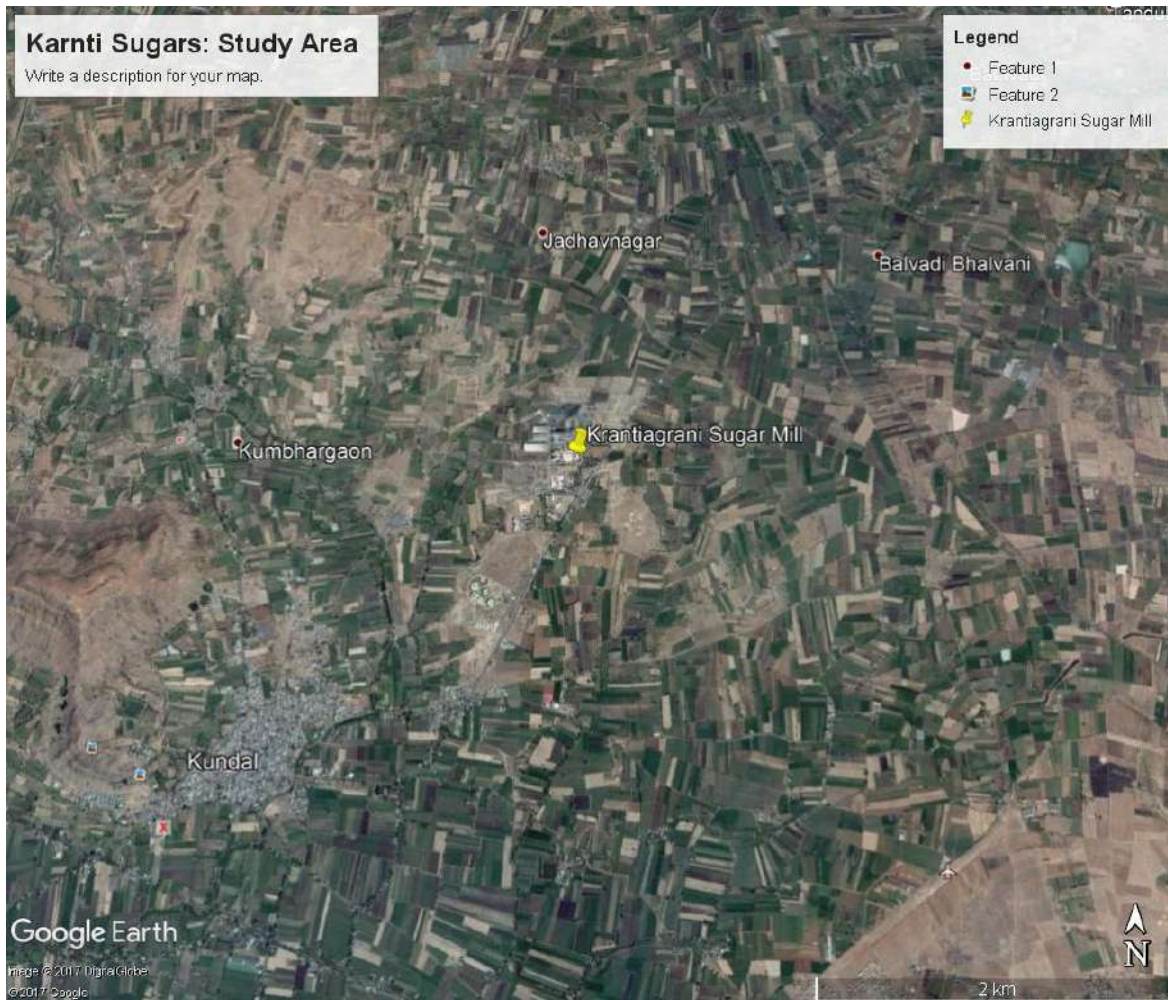 Karnti Sugars: Study Area
Write a description for your map.
Legend
Feature 1
Feature 2
Krantiagrani Sugar Mill
Jadhavnagar
Balvadi Bhalvani
Krantiagrani Sugar Mill
Kumbhargaon
Kundal
Google Earth
Image © 2017 DigitalGlobe
© 2017 Google
N
2 km